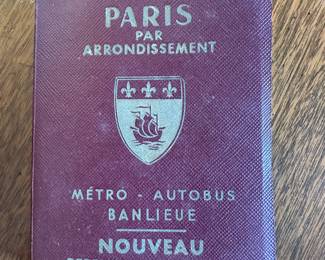 PARIS
PAR
ARRONDISSEMENT
MÉTRO - AUTOBUS
BANLIEUE
NOUVEAU